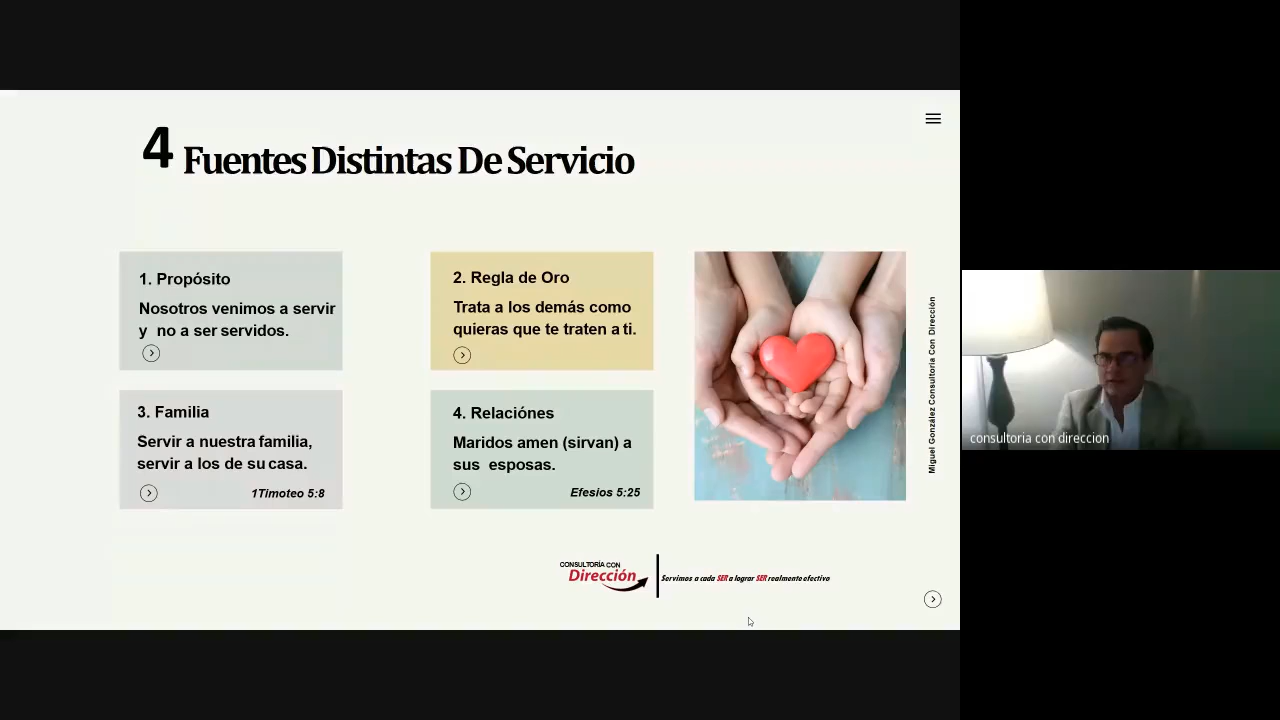 4 Fuentes Distintas De Servicio
1. Propósito
Nosotros venimos a servir
y no a ser servidos.
2. Regla de Oro
Trata a los demás como
quieras que te traten a ti.
3. Familia
Servir a nuestra familia,
servir a los de su casa.
1Timoteo 5:8
4. Relaciónes
Maridos amen (sirvan) a
sus esposas.
Efesios 5:25
Miguel González Consultoria Con Dirección
CONSULTORÍA CON
Dirección
Servimos a cada SER a lograr SER realmente efectivo
consultoria con direccion